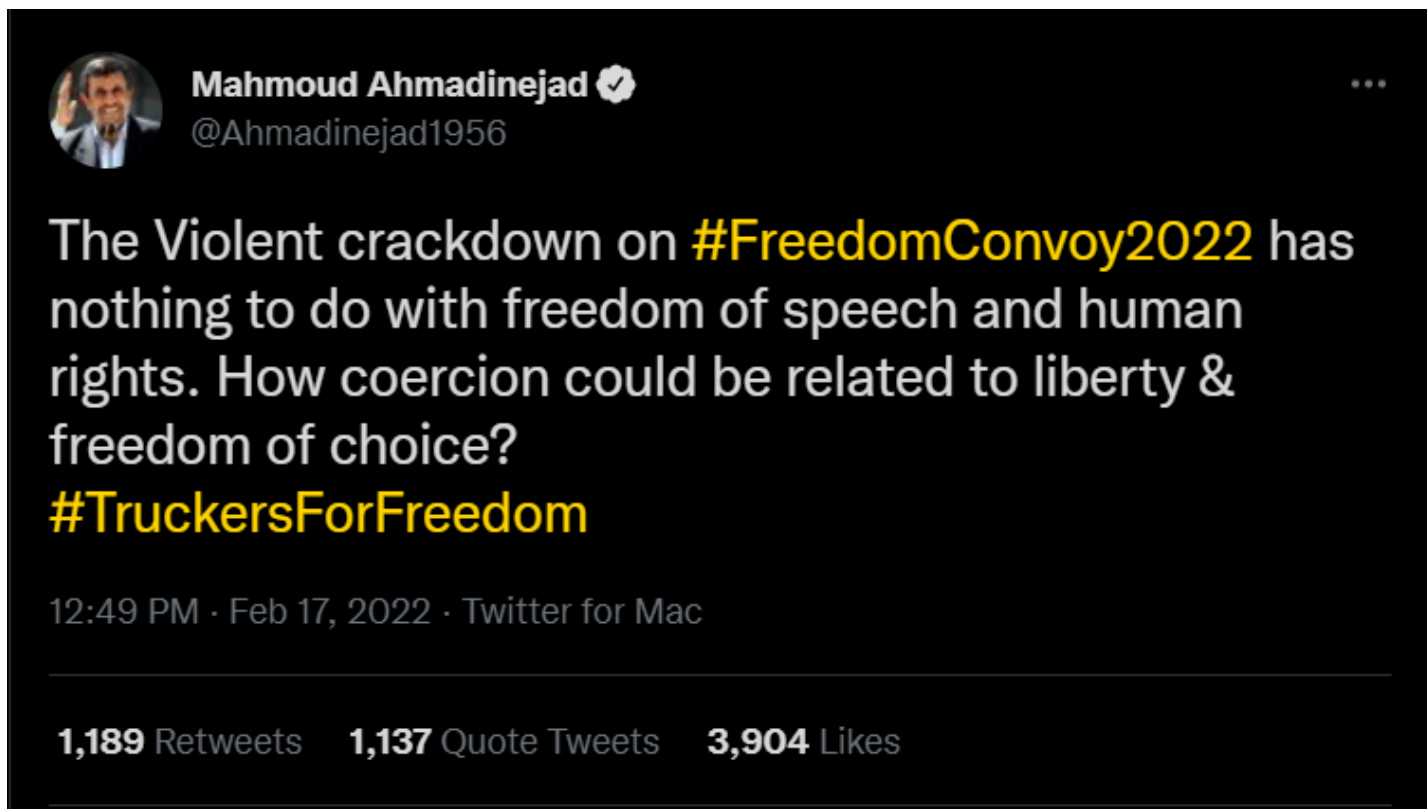 Mahmoud Ahmadinejad
@Ahmadinejad1956
The Violent crackdown on #FreedomConvoy2022 has
nothing to do with freedom of speech and human
rights. How coercion could be related to liberty &
freedom of choice?
#TruckersForFreedom
12:49 PM · Feb 17, 2022 · Twitter for Mac
1,189 Retweets 1,137 Quote Tweets 3,904 Likes